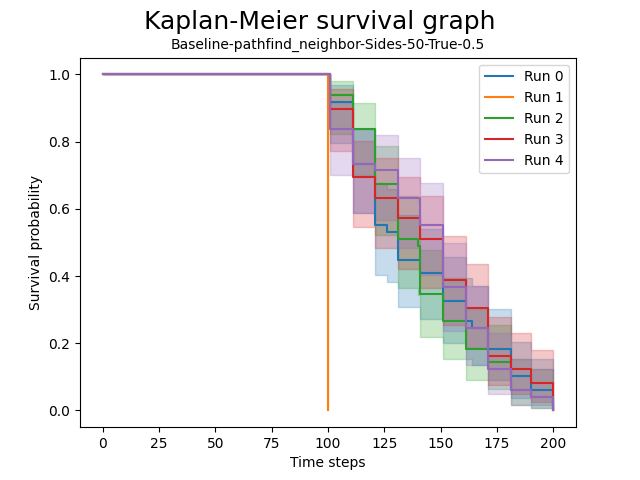 Kaplan-Meier survival graph
Baseline-pathfind_neighbor-Sides-50-True-0.5
1.0
0.8
0.6
0.4
0.2
0.0
Survival probability
Run 0
Run 1
Run 2
Run 3
Run 4
0 25 50 75 100 125 150 175 200
Time steps